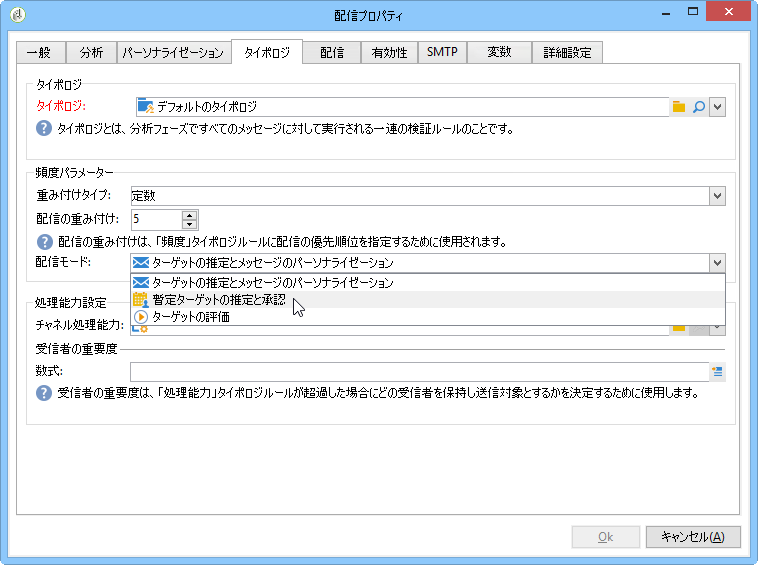 配信プロパティ
一般 分析 パーソナライゼーション タイポロジ 配信 有効性 SMTP 変数 詳細設定
タイポロジ
タイポロジ: デフォルトのタイポロジ
タイポロジとは、分析フェーズですべてのメッセージに対して実行される一連の検証ルールのことです。
頻度パラメーター
重み付けタイプ: 定数
配信の重み付け: 5
配信の重み付けは、「頻度」タイポロジルールに配信の優先順位を指定するために使用されます。
配信モード: ターゲットの推定とメッセージのパーソナライゼーション
ターゲットの推定とメッセージのパーソナライゼーション
処理能力設定 暫定ターゲットの推定と承認
チャネル処理能力: ターゲットの評価
受信者の重要度
数式:
受信者の重要度は、「処理能力」タイポロジルールが超過した場合にどの受信者を保持し送信対象とするかを決定するために使用します。
Ok キャンセル(A)